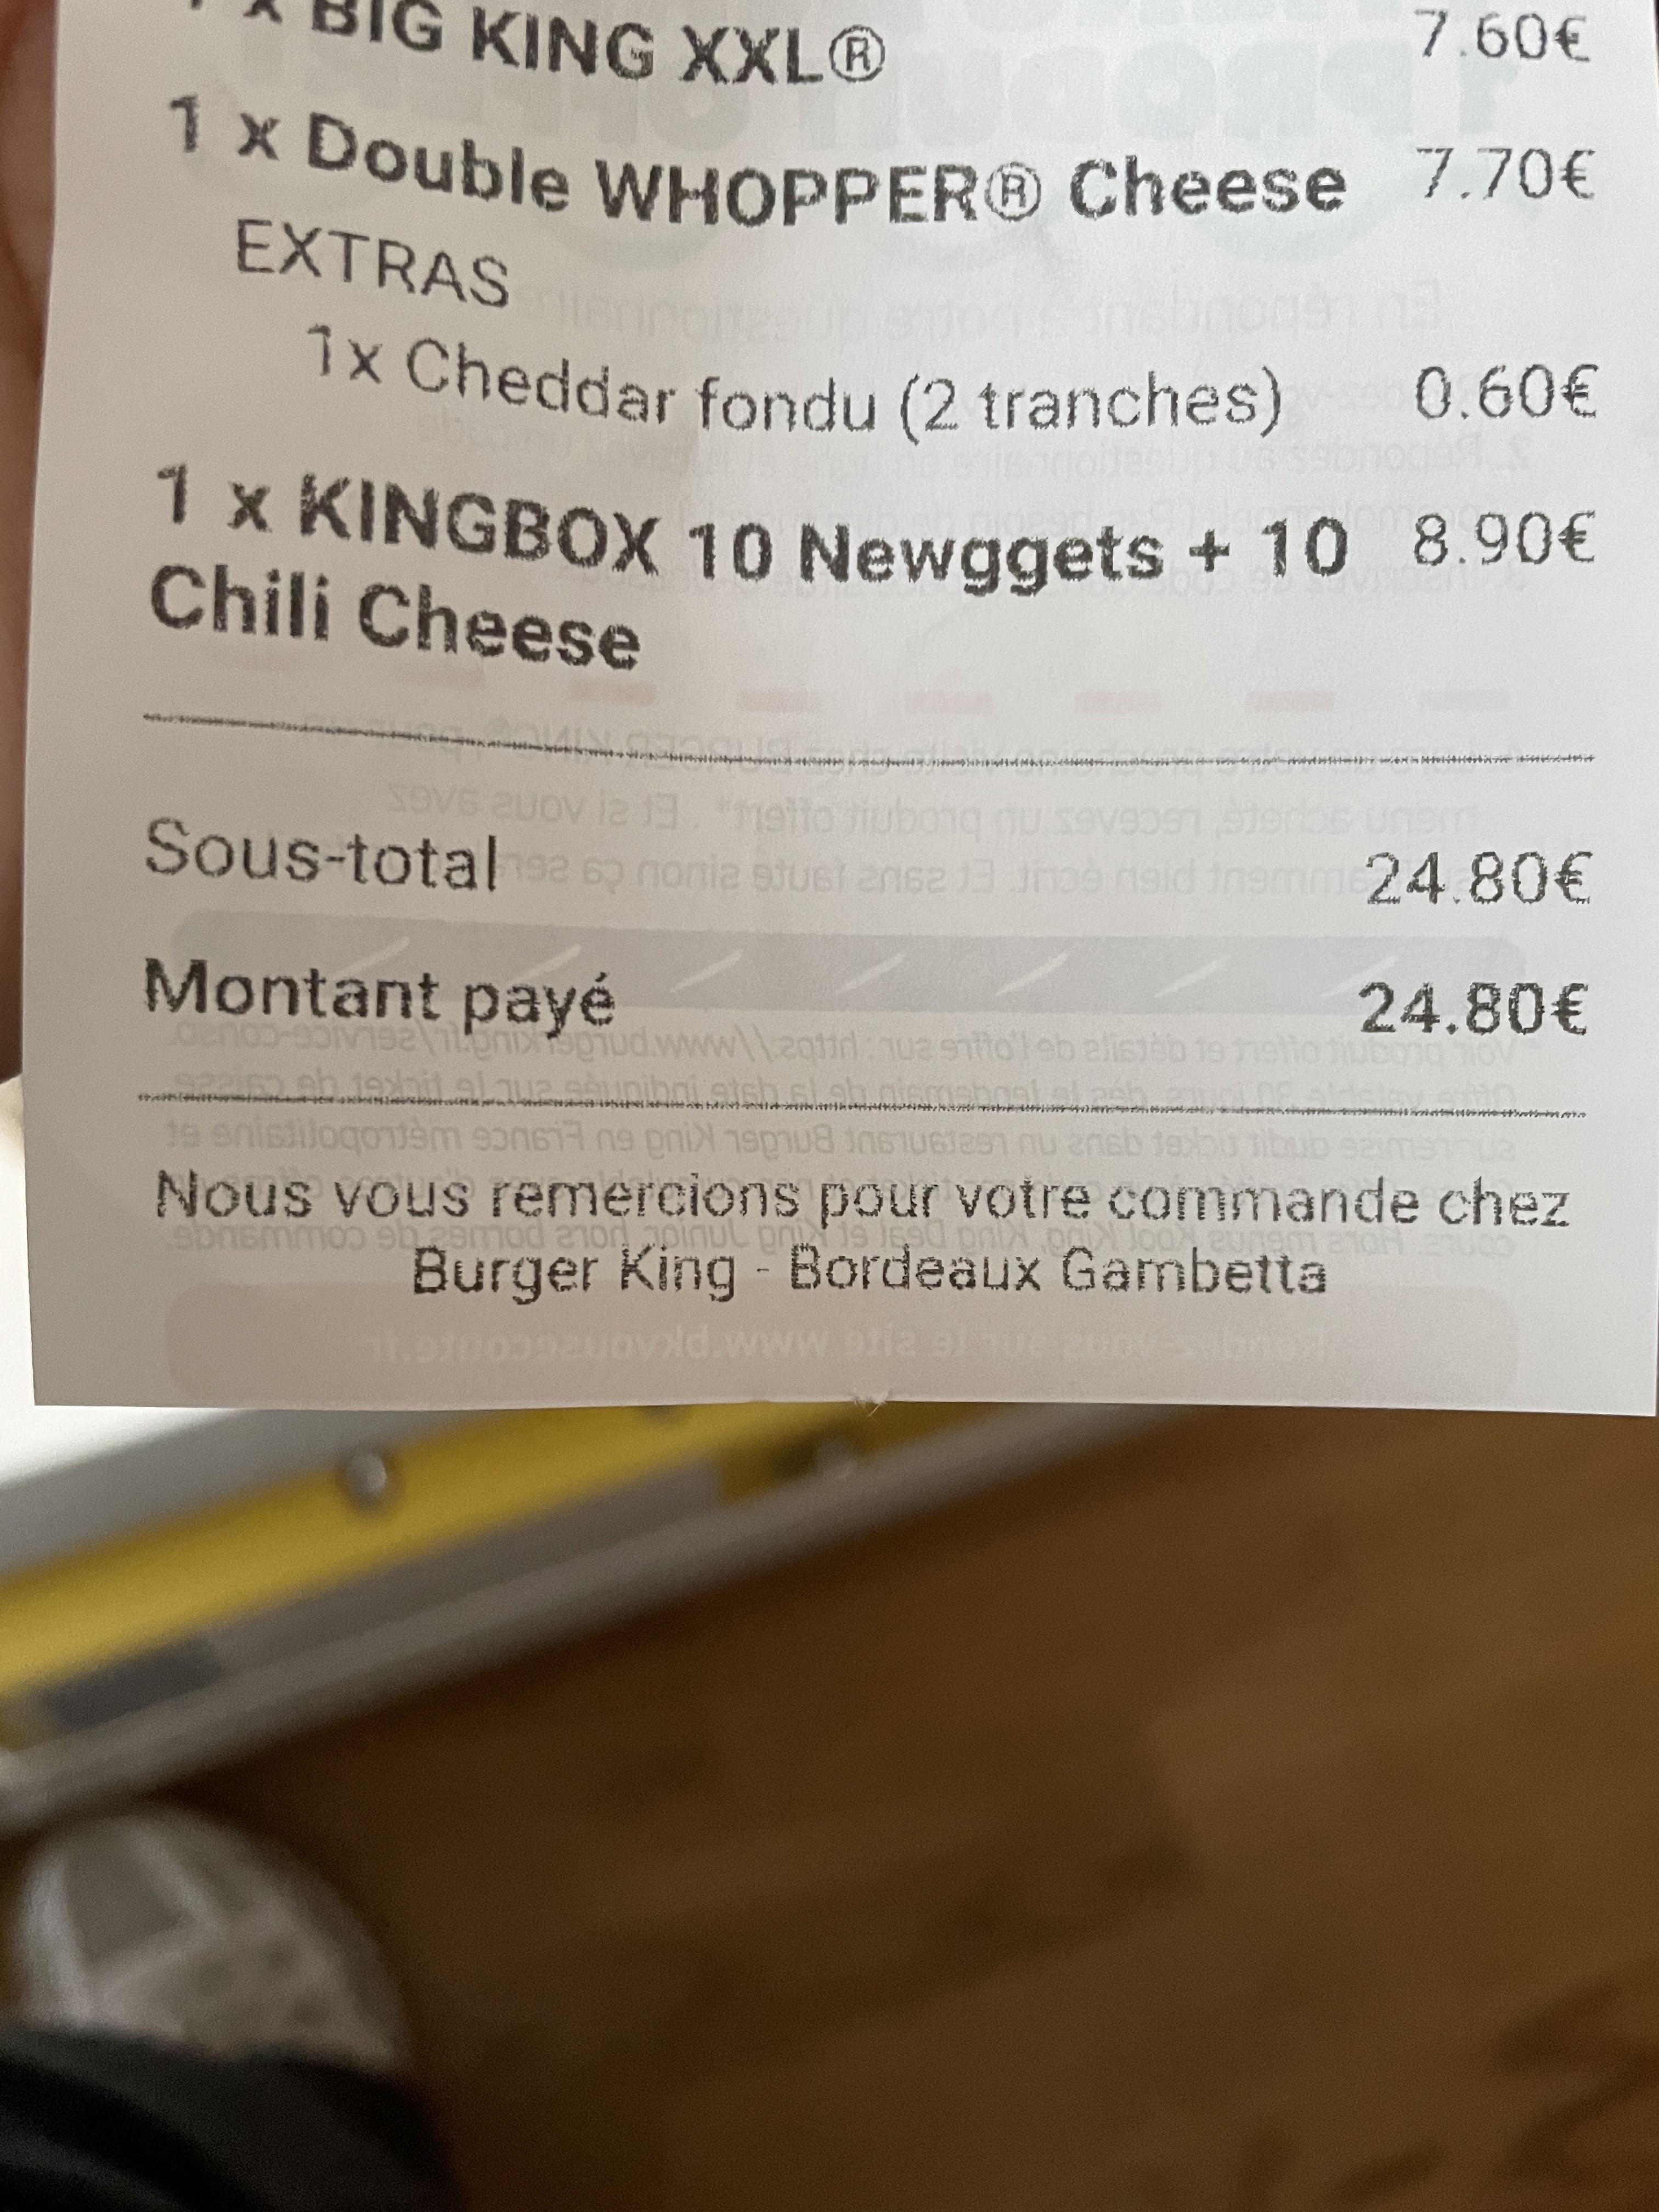 1 x BIG KING XXL® 7.60€
1 x Double WHOPPER® Cheese 7.70€
EXTRAS
1x Cheddar fondu (2 tranches) 0.60€
1 x KINGBOX 10 Newggets + 10 8.90€
Chili Cheese
Sous-total 24.80€
Montant payé 24.80€
Nous vous remercions pour votre commande chez
Burger King - Bordeaux Gambetta